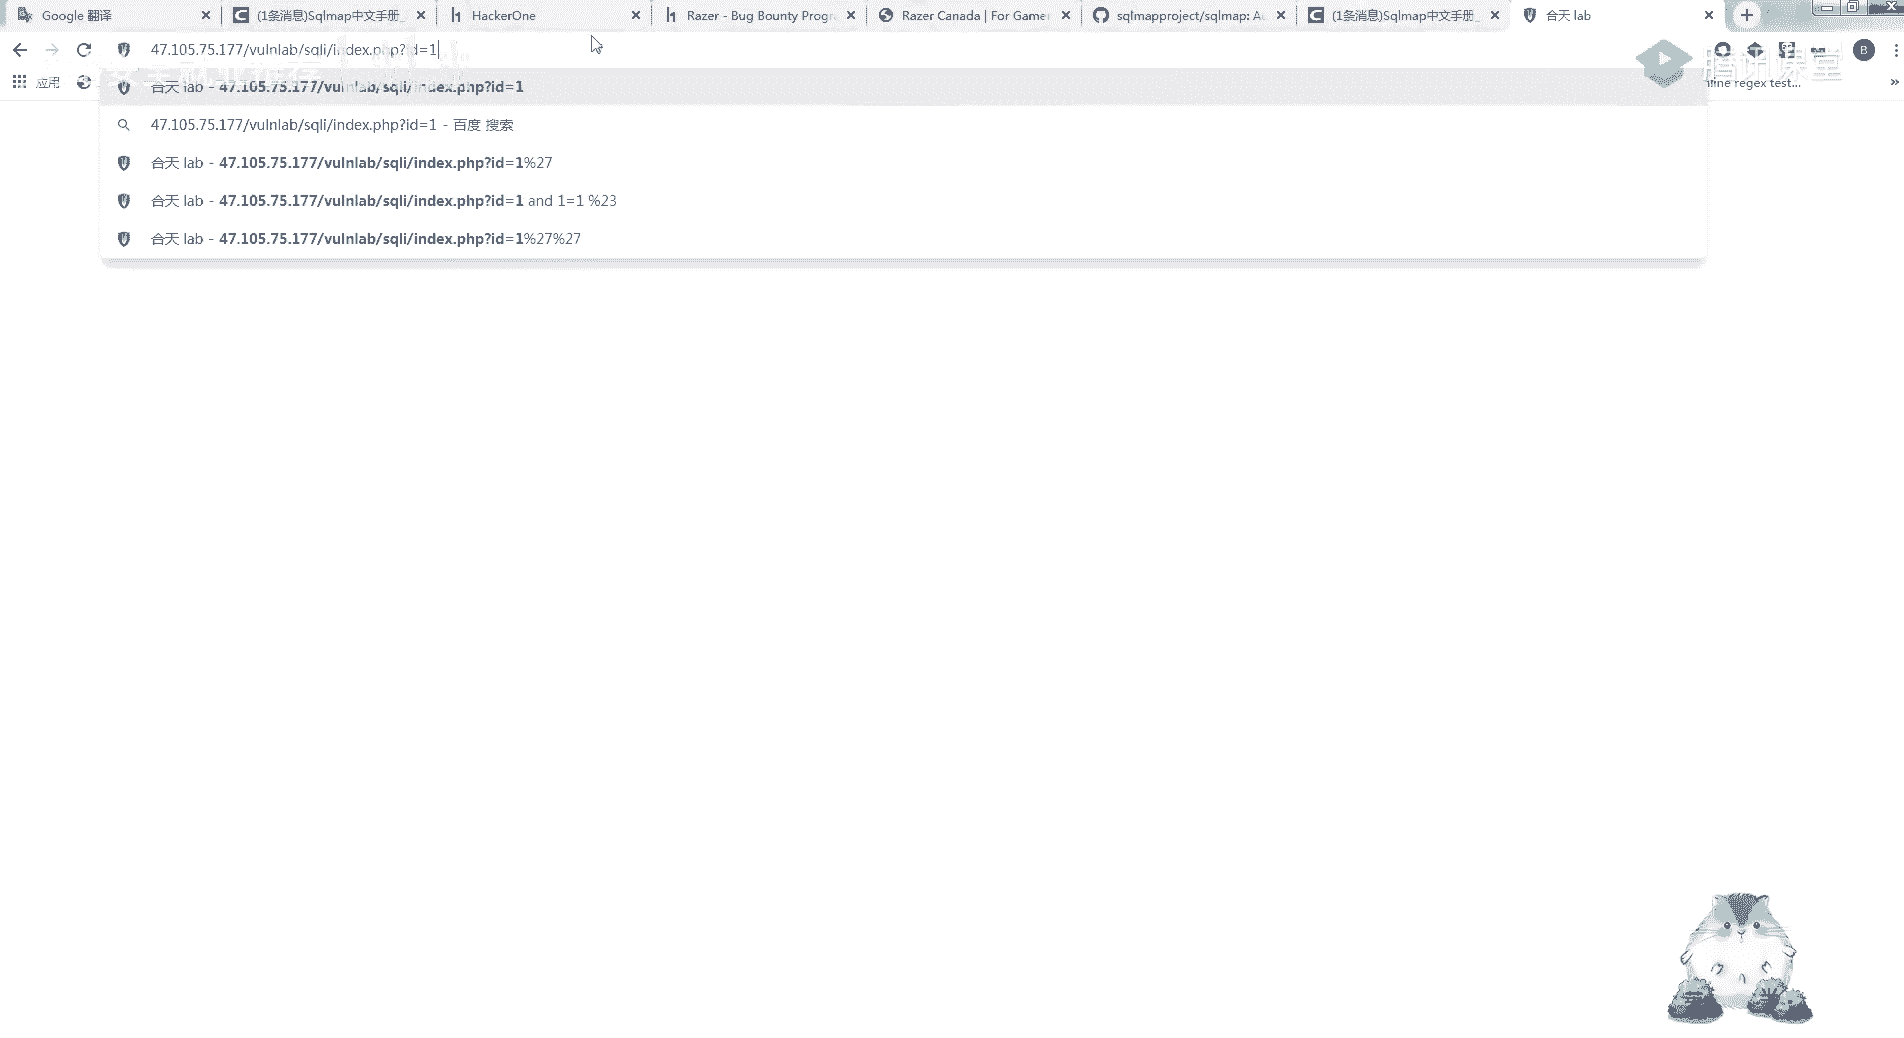 Google 翻译
(1条消息)Sqlmap中文手册_
HackerOne
Razer - Bug Bounty Progra
Razer Canada | For Gamer
sqlmapproject/sqlmap: Au
(1条消息)Sqlmap中文手册_
合天 lab
47.105.75.177/vulnlab/sqli/index.php?id=1
B
腾讯课堂
应用
nline regex test...
合天 lab - 47.105.75.177/vulnlab/sqli/index.php?id=1
47.105.75.177/vulnlab/sqli/index.php?id=1 - 百度 搜索
合天 lab - 47.105.75.177/vulnlab/sqli/index.php?id=1%27
合天 lab - 47.105.75.177/vulnlab/sqli/index.php?id=1 and 1=1 %23
合天 lab - 47.105.75.177/vulnlab/sqli/index.php?id=1%27%27